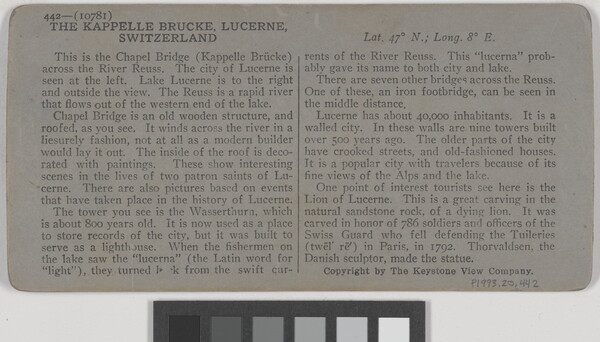 442—(10781)
THE KAPPELLE BRUCKE, LUCERNE,
SWITZERLAND
Lat. 47° N.; Long. 8° E.
This is the Chapel Bridge (Kappelle Brücke)
across the River Reuss. The city of Lucerne is
seen at the left. Lake Lucerne is to the right
and outside the view. The Reuss is a rapid river
that flows out of the western end of the lake.
Chapel Bridge is an old wooden structure, and
roofed, as you see. It winds across the river in a
liesurely fashion, not at all as a modern builder
would lay it out. The inside of the roof is deco-
rated with paintings. These show interesting
scenes in the lives of two patron saints of Lu-
cerne. There are also pictures based on events
that have taken place in the history of Lucerne.
The tower you see is the Wasserthura, which
is about 800 years old. It is now used as a place
to store records of the city, but it was built to
serve as a lighthouse. When the fishermen on
the lake saw the "lucerna" (the Latin word for
"light"), they turned from the swift cur-
rents of the River Reuss. This "lucerna" prob-
ably gave its name to both city and lake.
There are seven other bridges across the Reuss.
One of these, an iron footbridge, can be seen in
the middle distance.
Lucerne has about 40,000 inhabitants. It is a
walled city. In these walls are nine towers built
over 500 years ago. The older parts of the city
have crooked streets, and old-fashioned houses.
It is a popular city with travelers because of its
fine views of the Alps and the lake.
One point of interest tourists see here is the
Lion of Lucerne. This is a great carving in the
natural sandstone rock, of a dying lion. It was
carved in honor of 786 soldiers and officers of the
Swiss Guard who fell defending the Tuileries
(twēl' rē') in Paris, in 1792. Thorvaldsen, the
Danish sculptor, made the statue.
Copyright by The Keystone View Company.
P1993.20.442